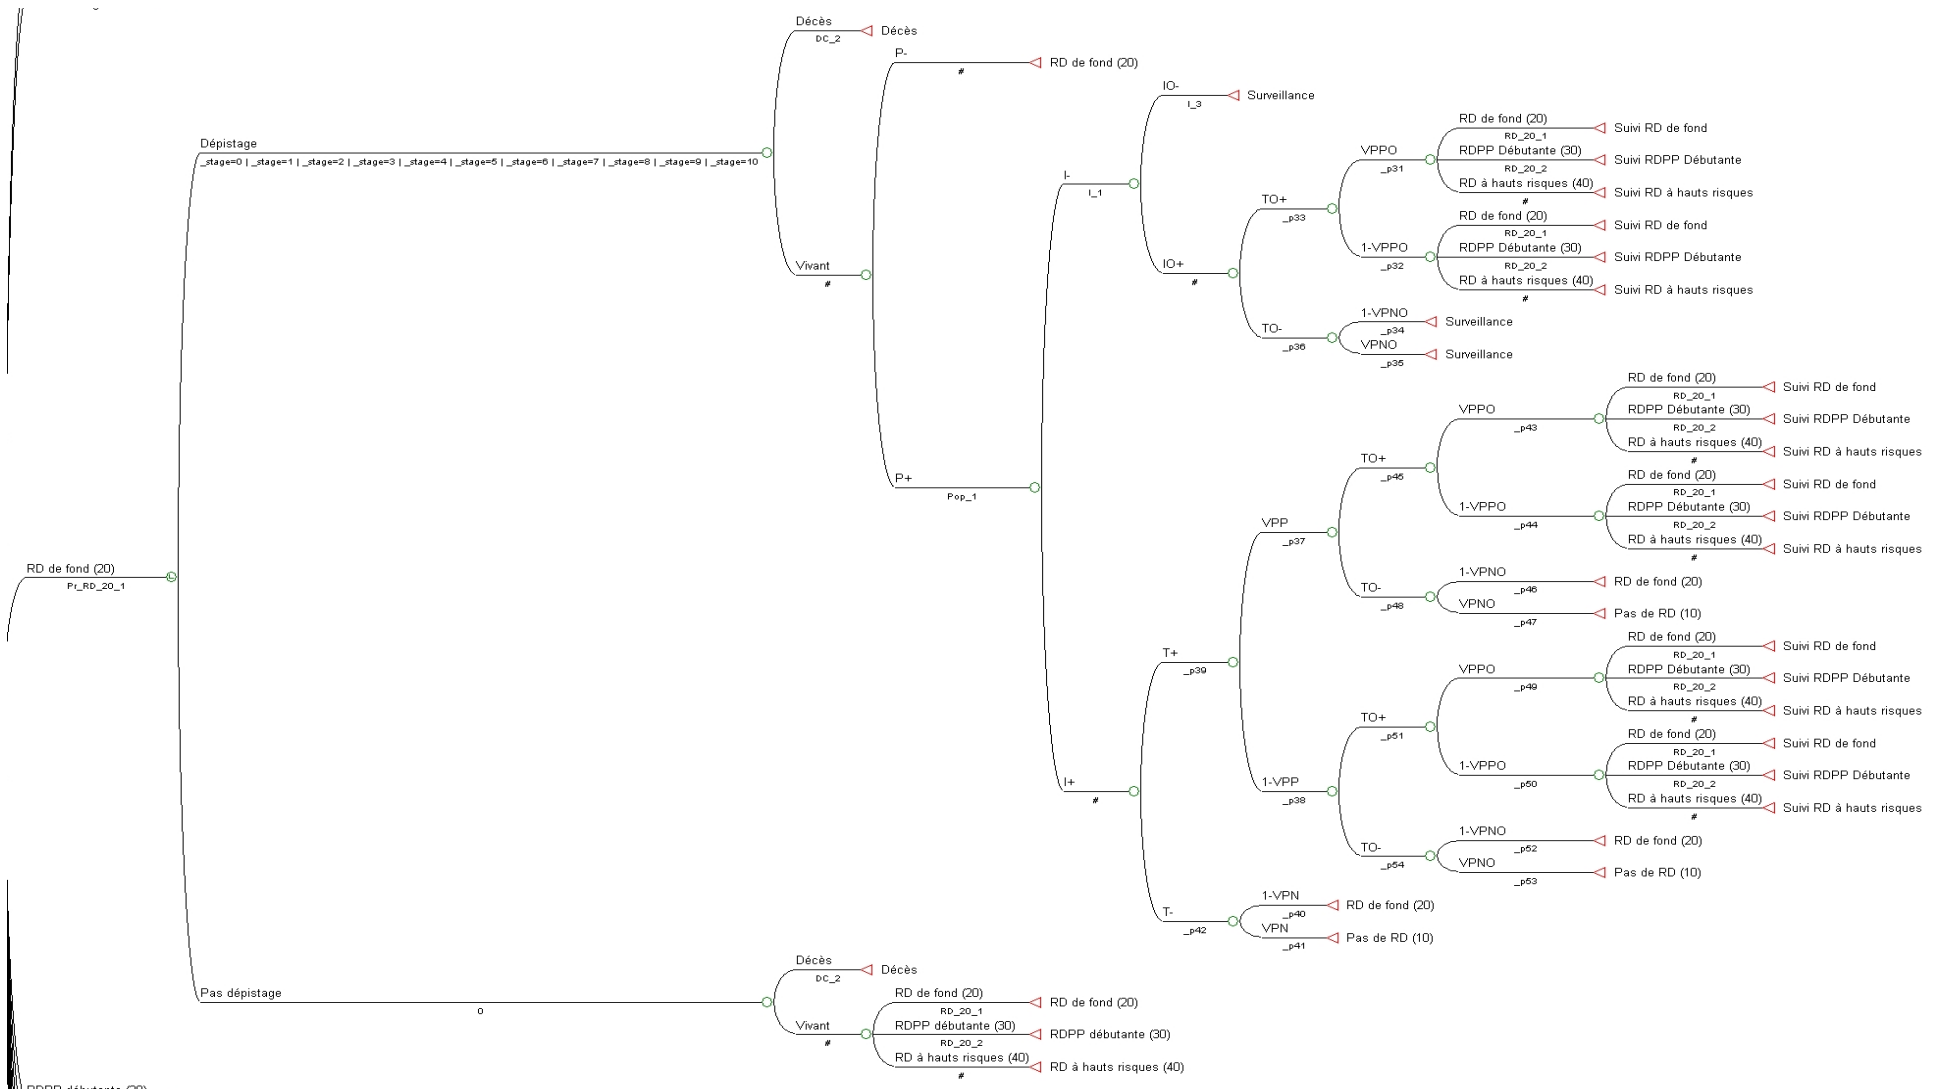 Décès
DC_2
Décès
P-
#
RD de fond (20)
IO-
I_3
Surveillance
Dépistage
_stage=0 | _stage=1 | _stage=2 | _stage=3 | _stage=4 | _stage=5 | _stage=6 | _stage=7 | _stage=8 | _stage=9 | _stage=10
I-
I_1
TO+
_p33
VPPO
_p31
RD de fond (20)
RD_20_1
Suivi RD de fond
RDPP Débutante (30)
RD_20_2
Suivi RDPP Débutante
RD à hauts risques (40)
#
Suivi RD à hauts risques
1-VPPO
_p32
RD de fond (20)
RD_20_1
Suivi RD de fond
RDPP Débutante (30)
RD_20_2
Suivi RDPP Débutante
RD à hauts risques (40)
#
Suivi RD à hauts risques
Vivant
#
IO+
#
TO-
_p36
1-VPNO
_p34
Surveillance
VPNO
_p35
Surveillance
P+
Pop_1
VPP
_p37
TO+
_p45
VPPO
_p43
RD de fond (20)
RD_20_1
Suivi RD de fond
RDPP Débutante (30)
RD_20_2
Suivi RDPP Débutante
RD à hauts risques (40)
#
Suivi RD à hauts risques
1-VPPO
_p44
RD de fond (20)
RD_20_1
Suivi RD de fond
RDPP Débutante (30)
RD_20_2
Suivi RDPP Débutante
RD à hauts risques (40)
#
Suivi RD à hauts risques
RD de fond (20)
Pr_RD_20_1
TO-
_p48
1-VPNO
_p46
RD de fond (20)
VPNO
_p47
Pas de RD (10)
T+
_p39
I+
#
1-VPP
_p38
TO+
_p51
VPPO
_p49
RD de fond (20)
RD_20_1
Suivi RD de fond
RDPP Débutante (30)
RD_20_2
Suivi RDPP Débutante
RD à hauts risques (40)
#
Suivi RD à hauts risques
1-VPPO
_p50
RD de fond (20)
RD_20_1
Suivi RD de fond
RDPP Débutante (30)
RD_20_2
Suivi RDPP Débutante
RD à hauts risques (40)
#
Suivi RD à hauts risques
TO-
_p54
1-VPNO
_p52
RD de fond (20)
VPNO
_p53
Pas de RD (10)
T-
_p42
1-VPN
_p40
RD de fond (20)
VPN
_p41
Pas de RD (10)
Pas dépistage
0
Décès
DC_2
Décès
Vivant
#
RD de fond (20)
RD_20_1
RD de fond (20)
RDPP débutante (30)
RD_20_2
RDPP débutante (30)
RD à hauts risques (40)
#
RD à hauts risques (40)